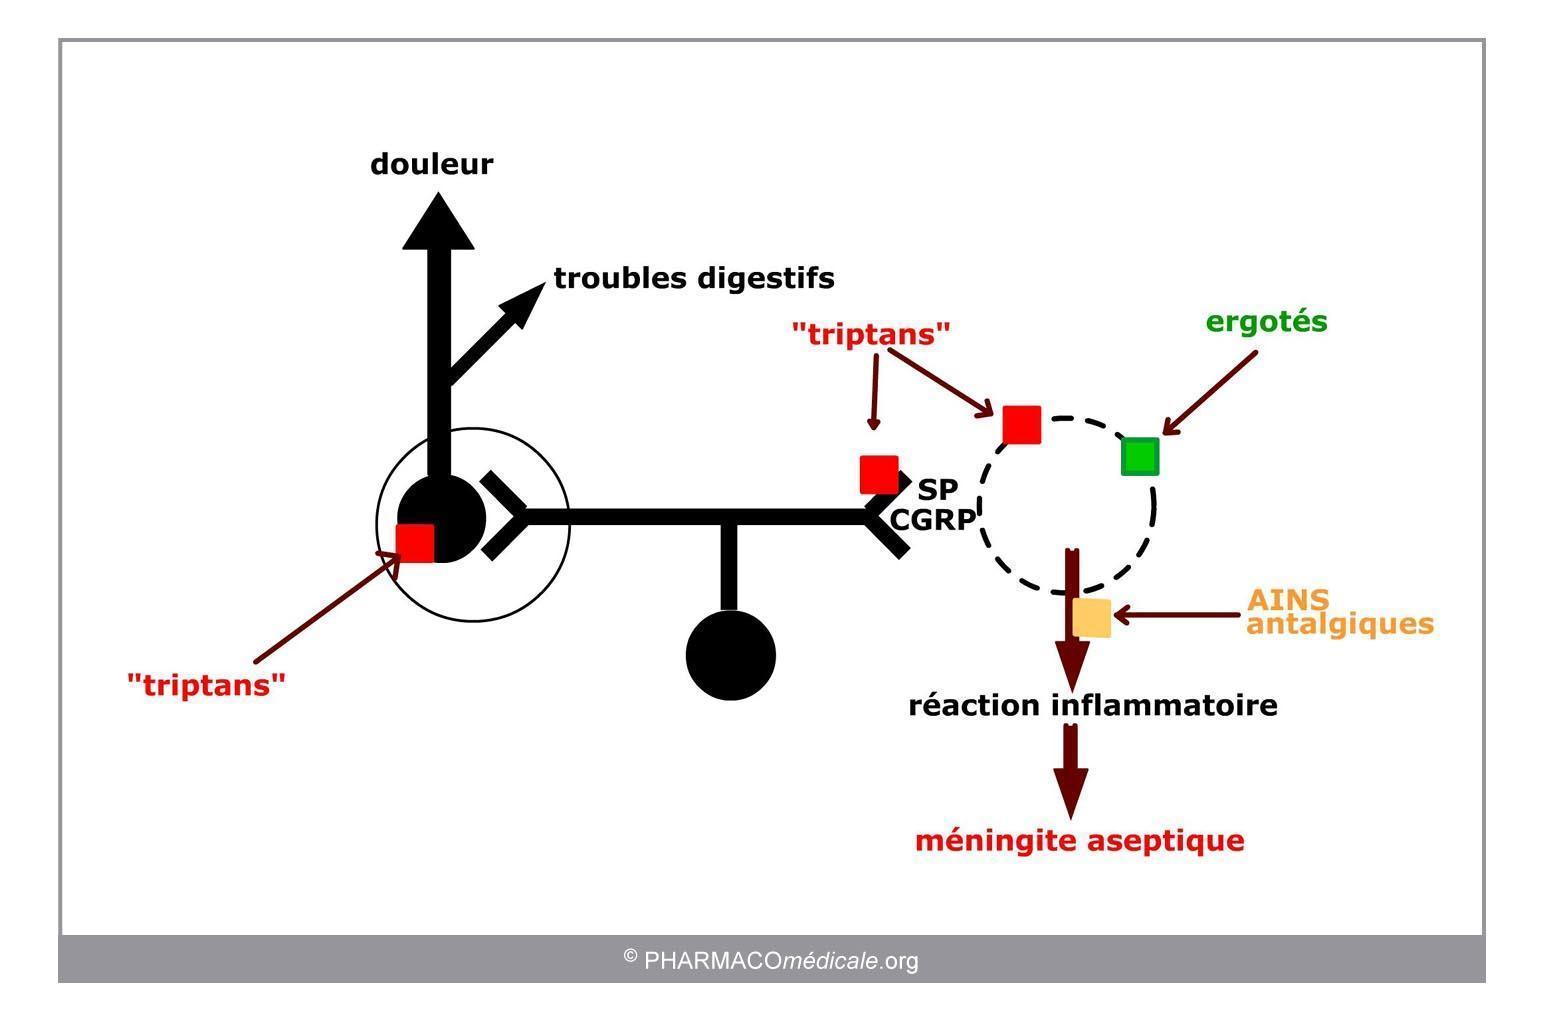 douleur
troubles digestifs
"triptans"
ergotés
SP
CGRP
AINS
antalgiques
"triptans"
réaction inflammatoire
méningite aseptique
© PHARMACOmédicale.org